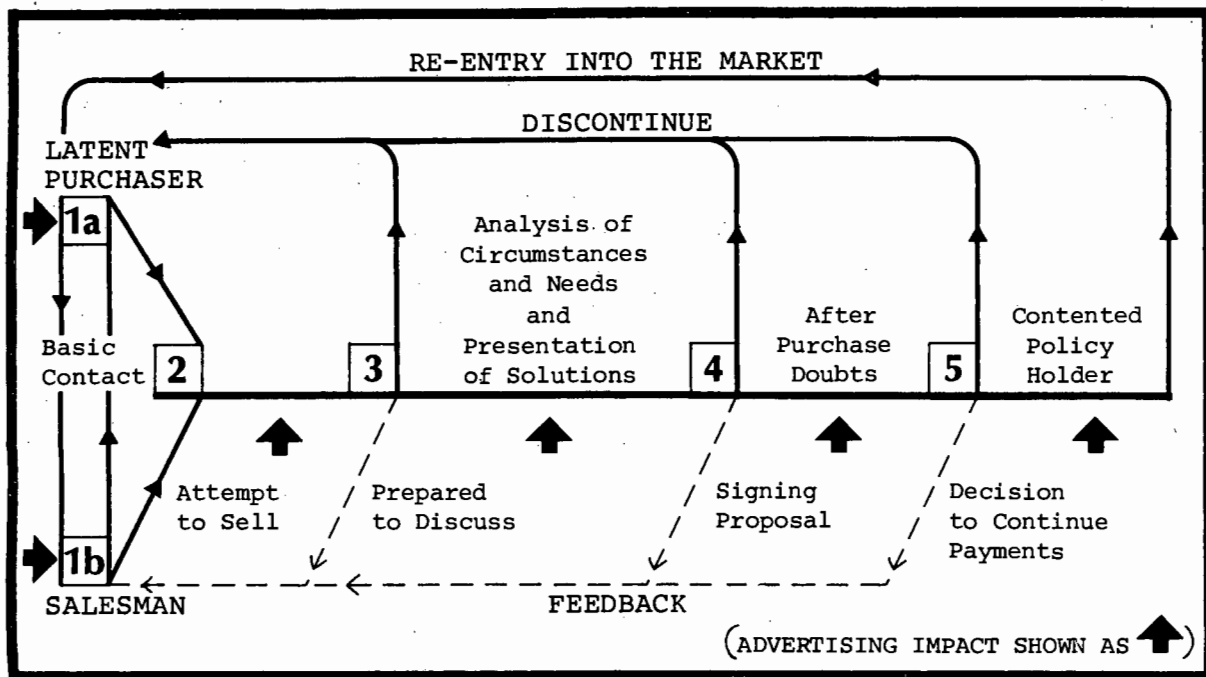 RE-ENTRY INTO THE MARKET
DISCONTINUE
LATENT
PURCHASER
1a
Analysis of
Circumstances
and Needs
and
Presentation
of Solutions
After
Purchase
Doubts
Contented
Policy
Holder
Basic
Contact
2
3
4
5
Attempt
to Sell
Prepared
to Discuss
Signing
Proposal
Decision
to Continue
Payments
1b
SALESMAN
FEEDBACK
(ADVERTISING IMPACT SHOWN AS )